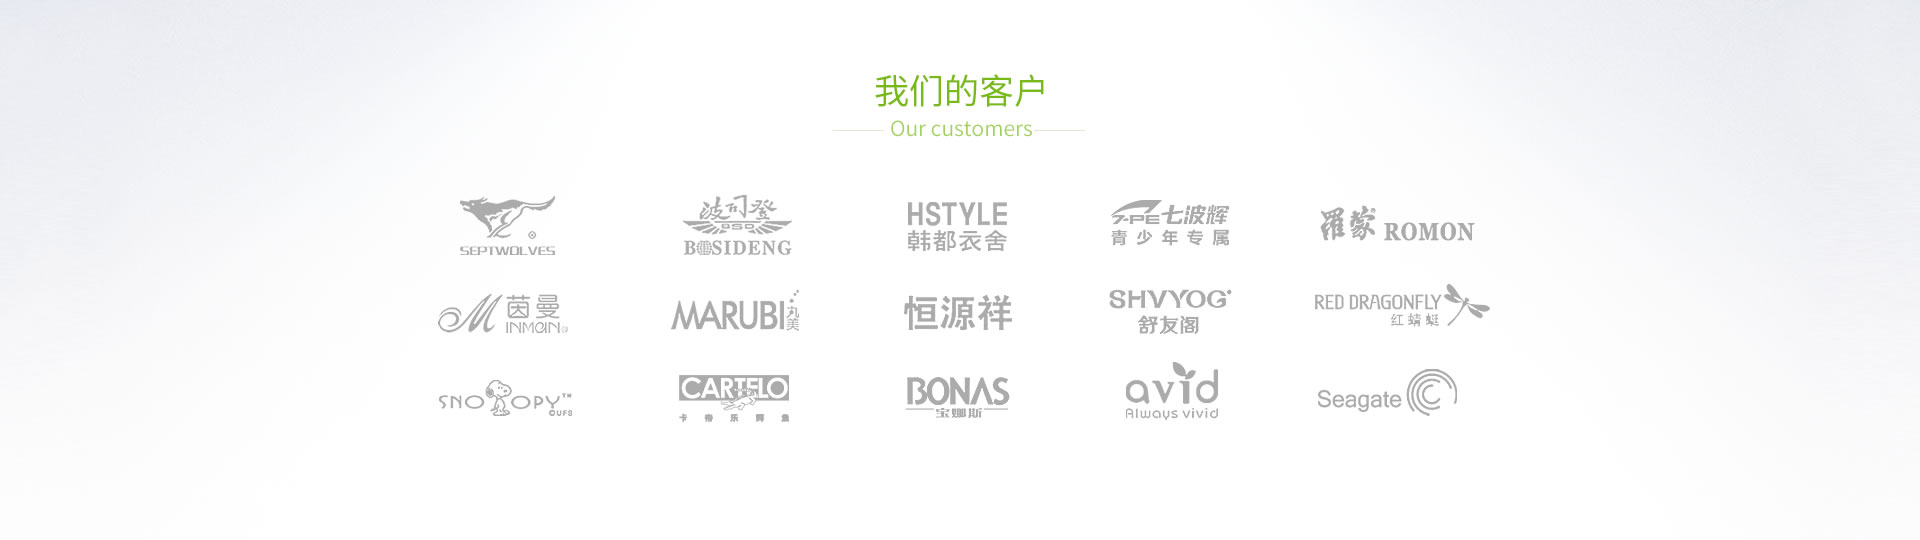 我们的客户
Our customers
SEPTWOLVES
波司登
BSD
BOSIDENG
HSTYLE
韩都衣舍
7-PE七波辉
青少年专属
羅蒙 ROMON
茵曼
INMAN
MARUBI 丸美
恒源祥
SHVYOG
舒友阁
RED DRAGONFLY
红蜻蜓
SNOOPY™
CARTELO
卡帝乐鳄鱼
BONAS
宝娜斯
avid
Always vivid
Seagate